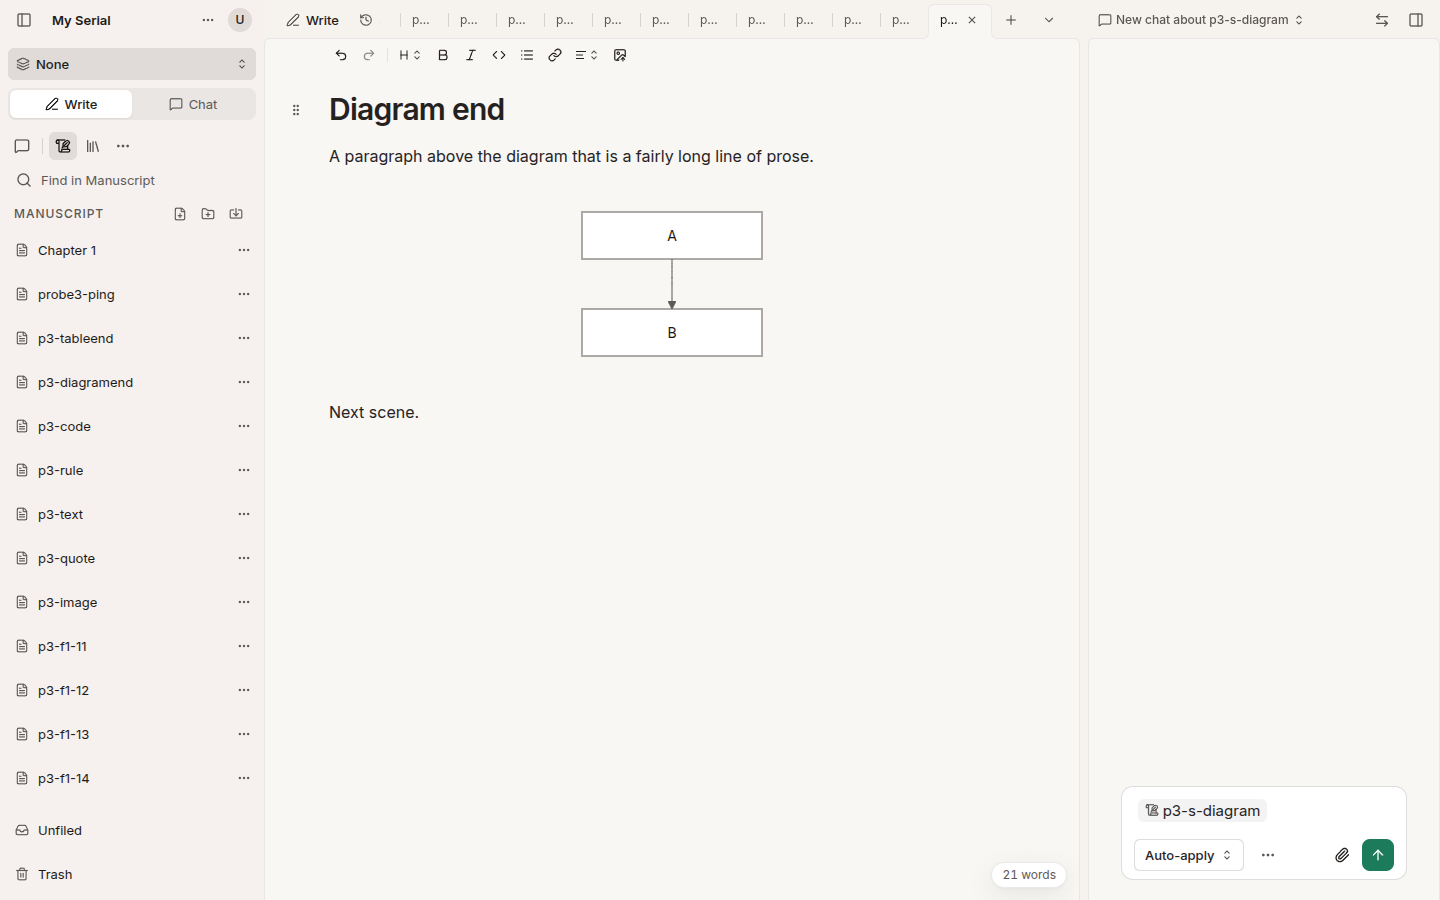 My Serial
U
None
Write
Chat
Find in Manuscript
MANUSCRIPT
Chapter 1
probe3-ping
p3-tableend
p3-diagramend
p3-code
p3-rule
p3-text
p3-quote
p3-image
p3-f1-11
p3-f1-12
p3-f1-13
p3-f1-14
Unfiled
Trash
Write
p...
p...
p...
p...
p...
p...
p...
p...
p...
p...
p...
p...
H
B
I
Diagram end
A paragraph above the diagram that is a fairly long line of prose.
A
B
Next scene.
21 words
New chat about p3-s-diagram
p3-s-diagram
Auto-apply